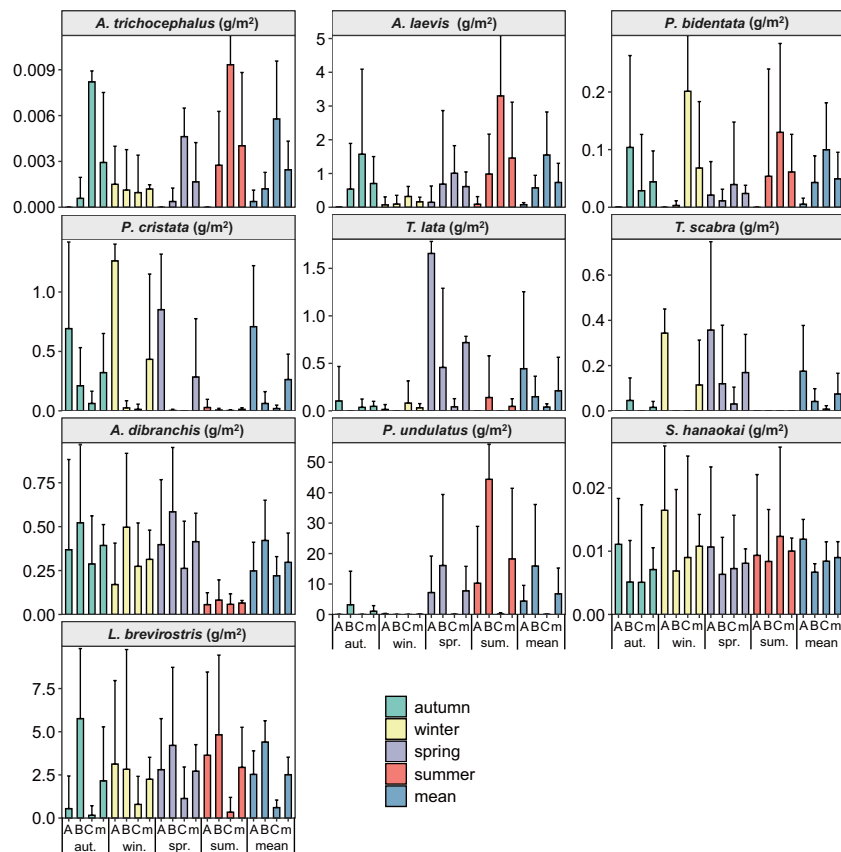 A. trichocephalus (g/m²) A. laevis (g/m²) P. bidentata (g/m²)
0.009
0.006
0.003
0.000
5
4
3
2
1
0
0.2
0.1
0.0
P. cristata (g/m²) T. lata (g/m²) T. scabra (g/m²)
1.0
0.5
0.0
1.5
1.0
0.5
0.0
0.6
0.4
0.2
0.0
A. dibranchis (g/m²) P. undulatus (g/m²) S. hanaokai (g/m²)
0.75
0.50
0.25
0.00
50
40
30
20
10
0
0.02
0.01
0.00
A B C m A B C m A B C m A B C m A B C m
aut. win. spr. sum. mean
A B C m A B C m A B C m A B C m A B C m
aut. win. spr. sum. mean
L. brevirostris (g/m²)
7.5
5.0
2.5
0.0
A B C m A B C m A B C m A B C m A B C m
aut. win. spr. sum. mean
autumn
winter
spring
summer
mean